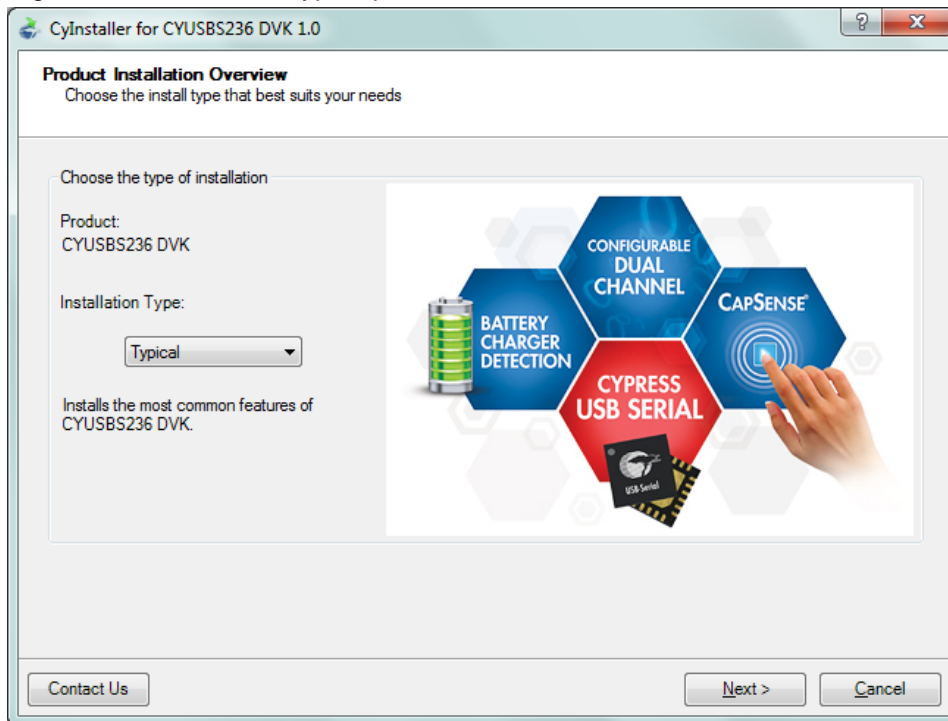 CyInstaller for CYUSBS236 DVK 1.0
?
X
Product Installation Overview
Choose the install type that best suits your needs
Choose the type of installation
Product:
CYUSBS236 DVK
Installation Type:
Typical
Installs the most common features of
CYUSBS236 DVK.
CONFIGURABLE
DUAL
CHANNEL
BATTERY
CHARGER
DETECTION
CAPSENSE®
CYPRESS
USB SERIAL
USB-Serial
Contact Us
Next >
Cancel